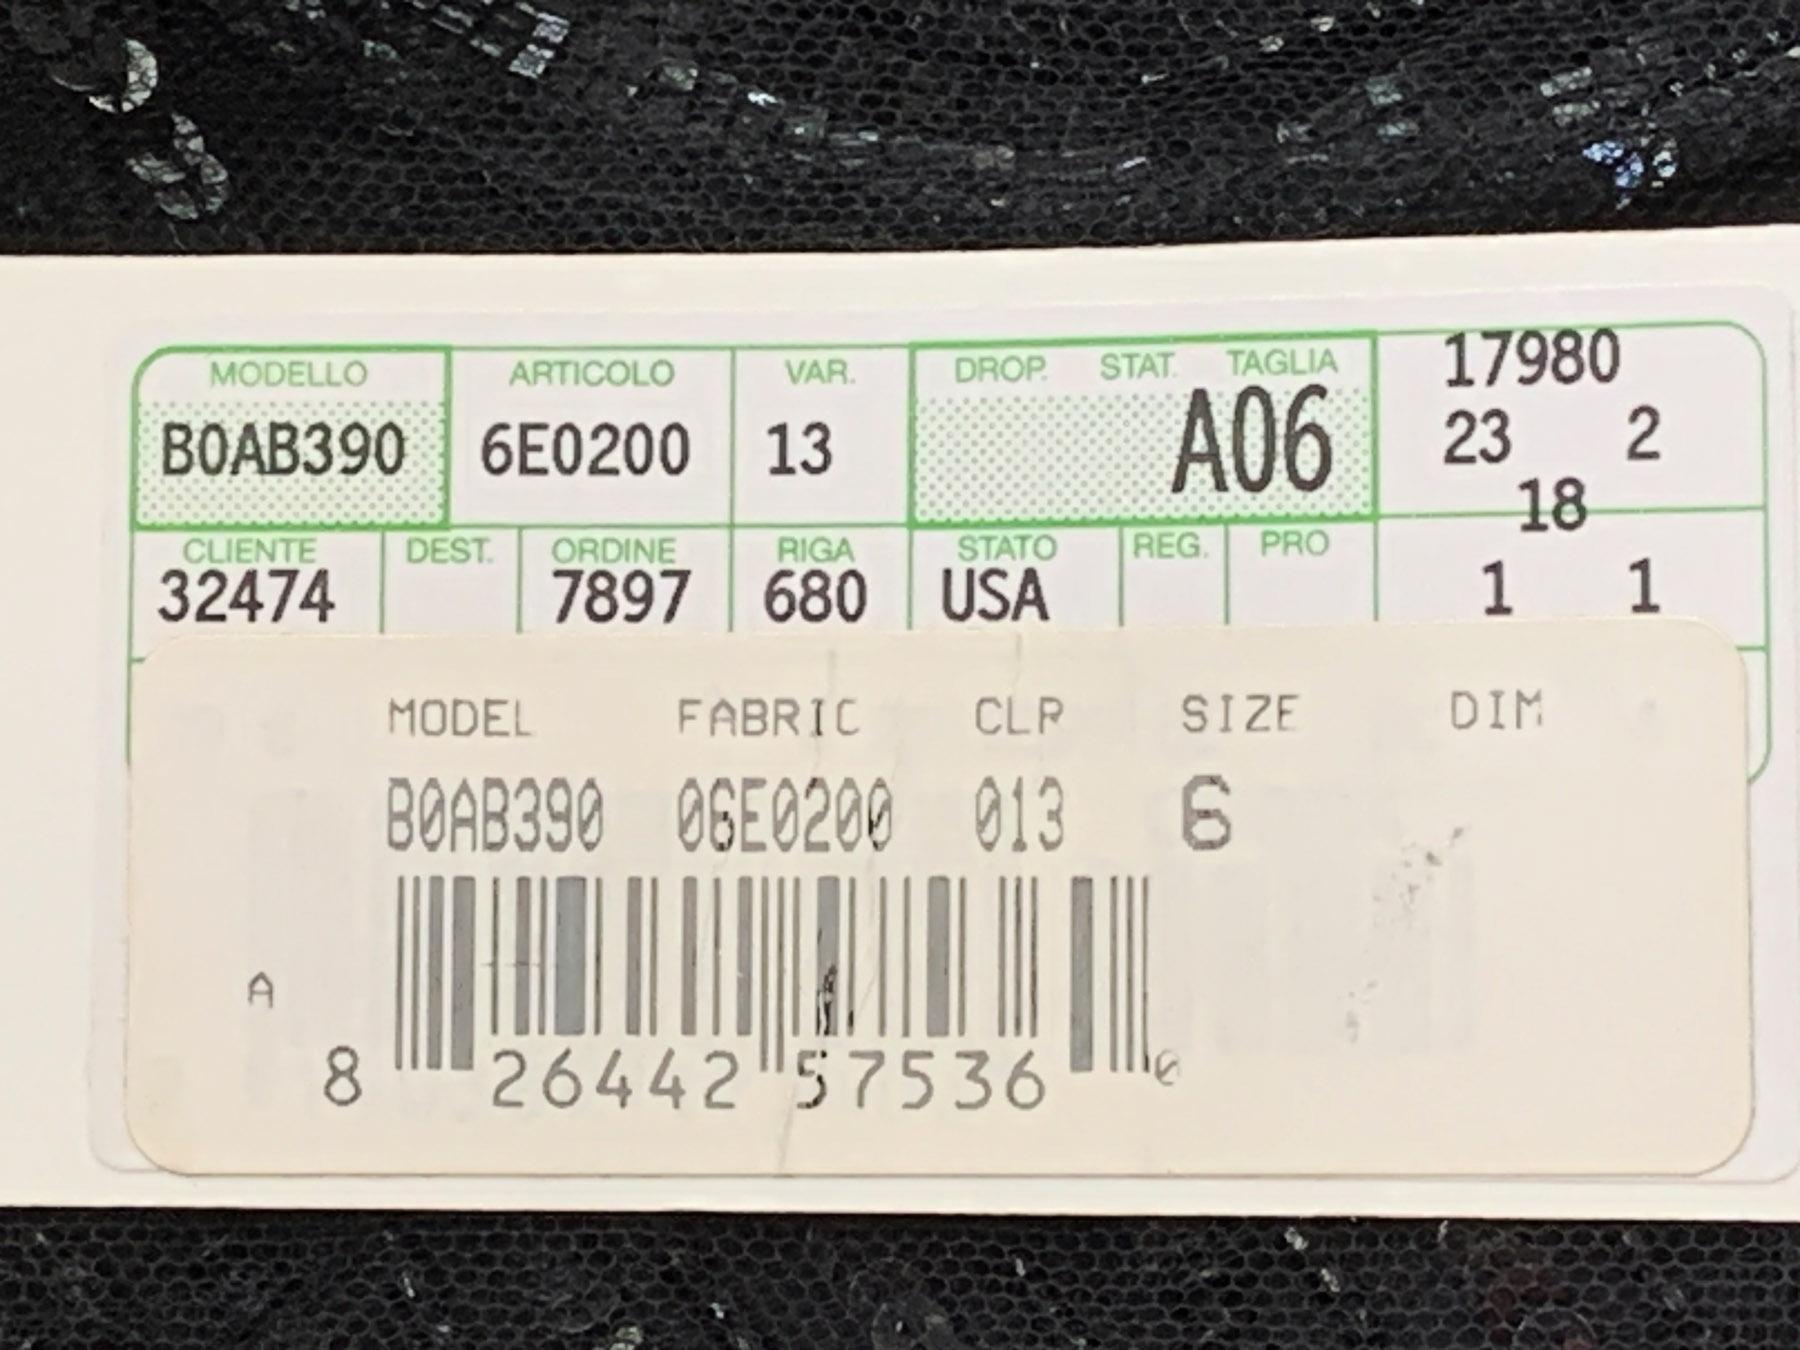 MODELLO ARTICOLO VAR. DROP. STAT. TAGLIA 17980
B0AB390 6E0200 13 A06 23 2
18
CLIENTE DEST. ORDINE RIGA STATO REG. PRO
32474 7897 680 USA 1 1
MODEL FABRIC CLR SIZE DIM
B0AB390 06E0200 013 6
A
8 26442 57536 0